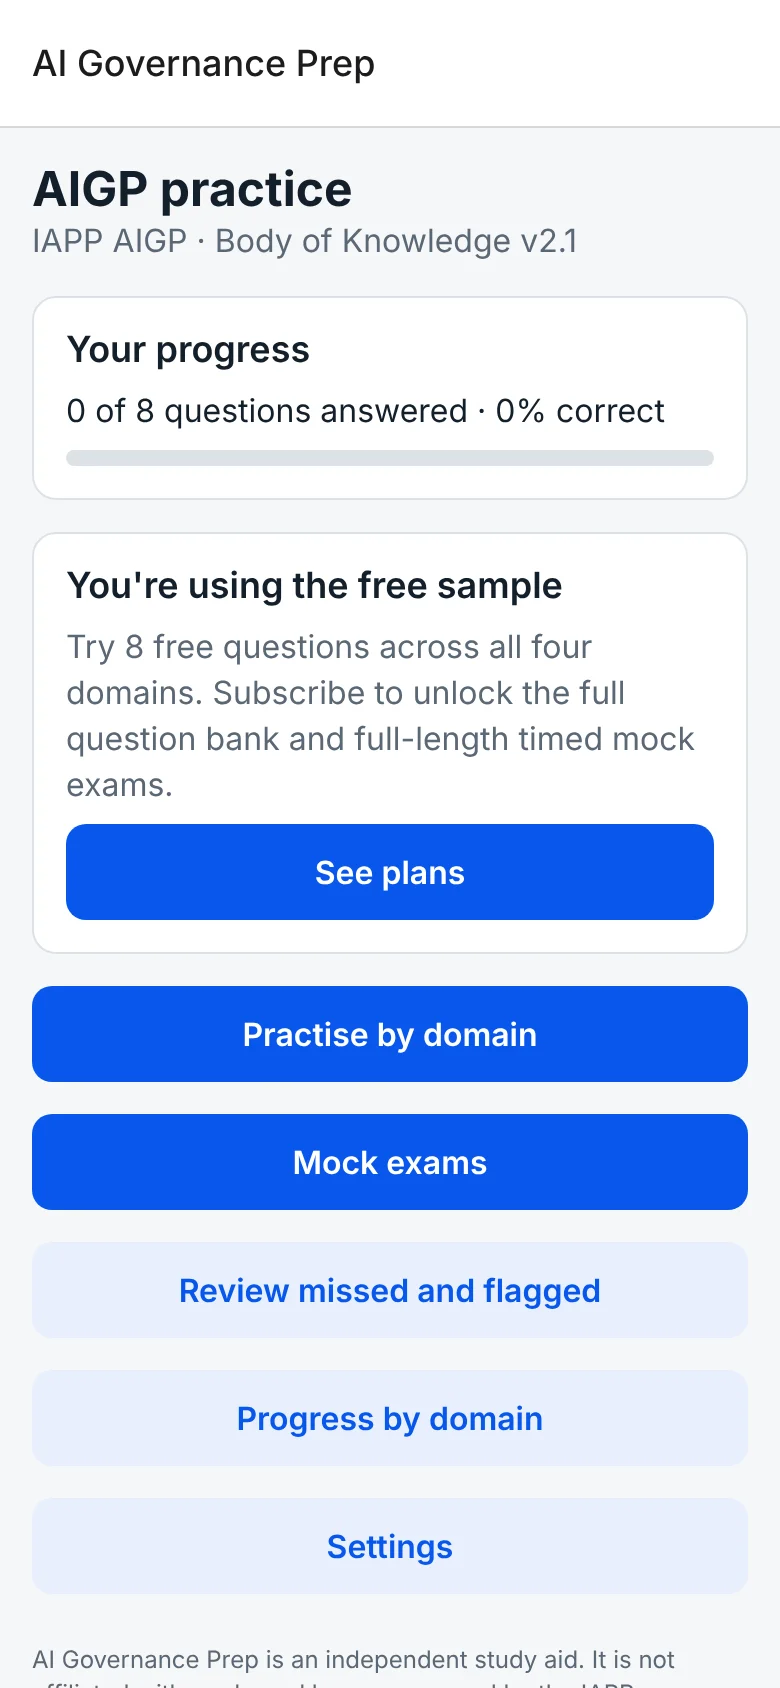 AI Governance Prep
AIGP practice
IAPP AIGP · Body of Knowledge v2.1
Your progress
0 of 8 questions answered · 0% correct
You're using the free sample
Try 8 free questions across all four
domains. Subscribe to unlock the full
question bank and full-length timed mock
exams.
See plans
Practise by domain
Mock exams
Review missed and flagged
Progress by domain
Settings
AI Governance Prep is an independent study aid. It is not